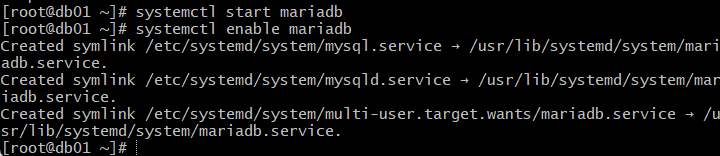 [root@db01 ~]# systemctl start mariadb
[root@db01 ~]# systemctl enable mariadb
Created symlink /etc/systemd/system/mysql.service → /usr/lib/systemd/system/mari
adb.service.
Created symlink /etc/systemd/system/mysqld.service → /usr/lib/systemd/system/mar
iadb.service.
Created symlink /etc/systemd/system/multi-user.target.wants/mariadb.service → /u
sr/lib/systemd/system/mariadb.service.
[root@db01 ~]#